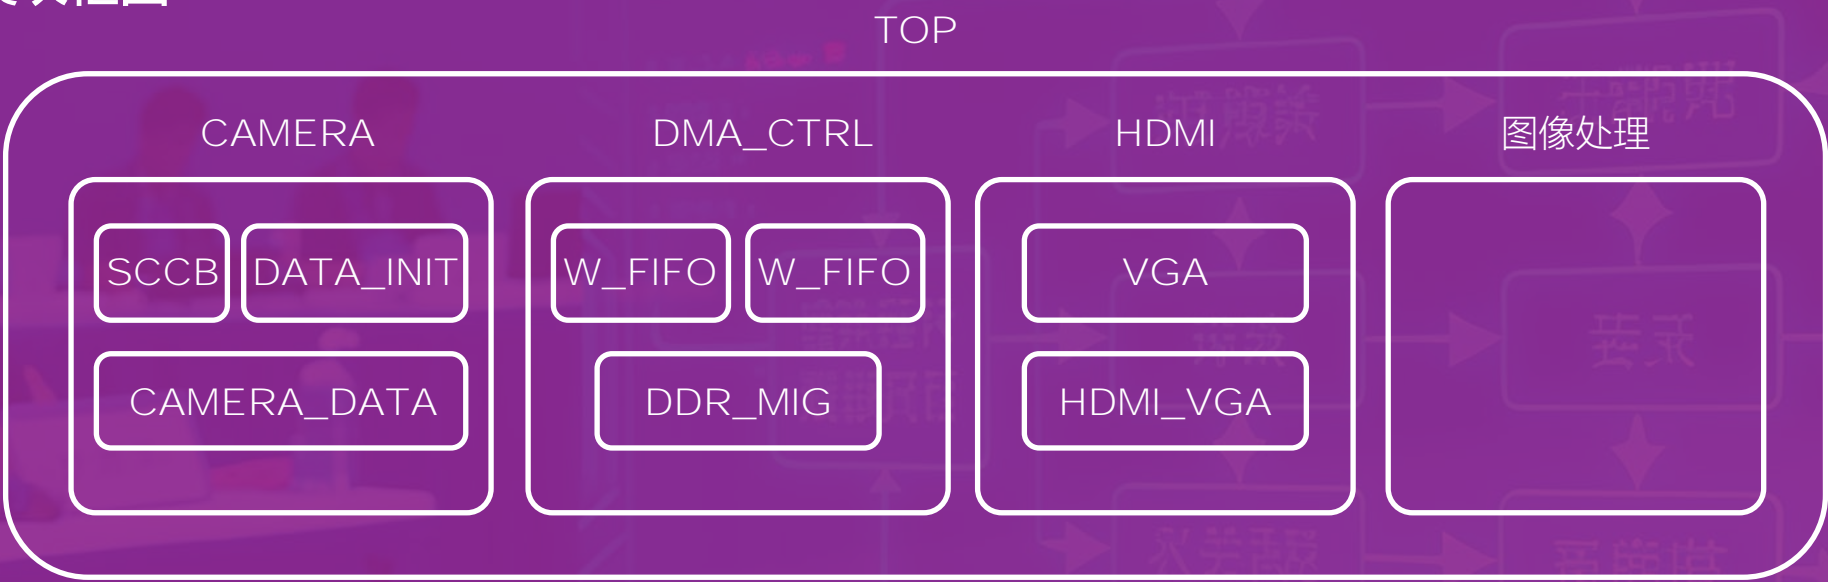 TOP
CAMERA
DMA_CTRL
HDMI
图像处理
SCCB
DATA_INIT
W_FIFO
W_FIFO
VGA
CAMERA_DATA
DDR_MIG
HDMI_VGA